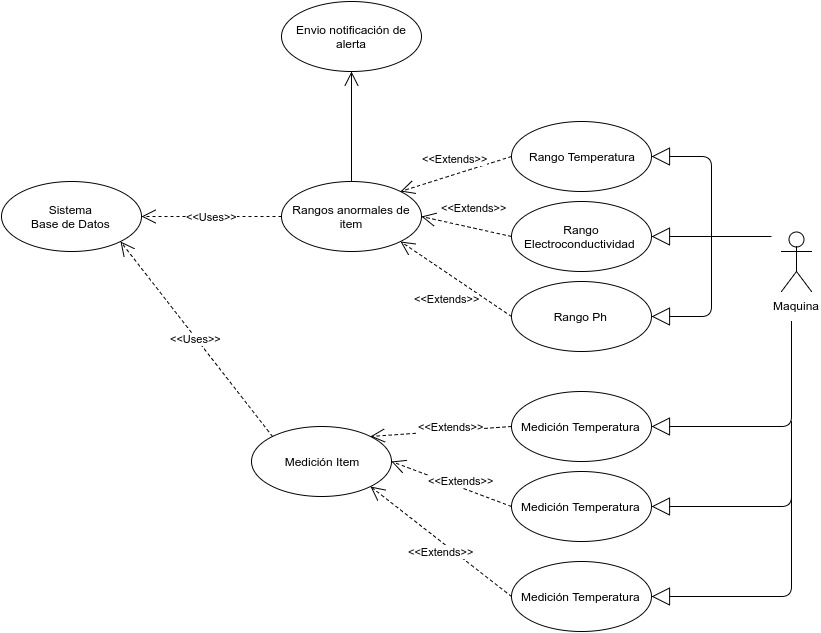 Envio notificación de
alerta
<<Extends>>
Rango Temperatura
Sistema
Base de Datos
<<Uses>>
Rangos anormales de
item
<<Extends>>
Rango
Electroconductividad
<<Extends>>
Rango Ph
Maquina
<<Uses>>
Medición Item
<<Extends>>
Medición Temperatura
<<Extends>>
Medición Temperatura
<<Extends>>
Medición Temperatura